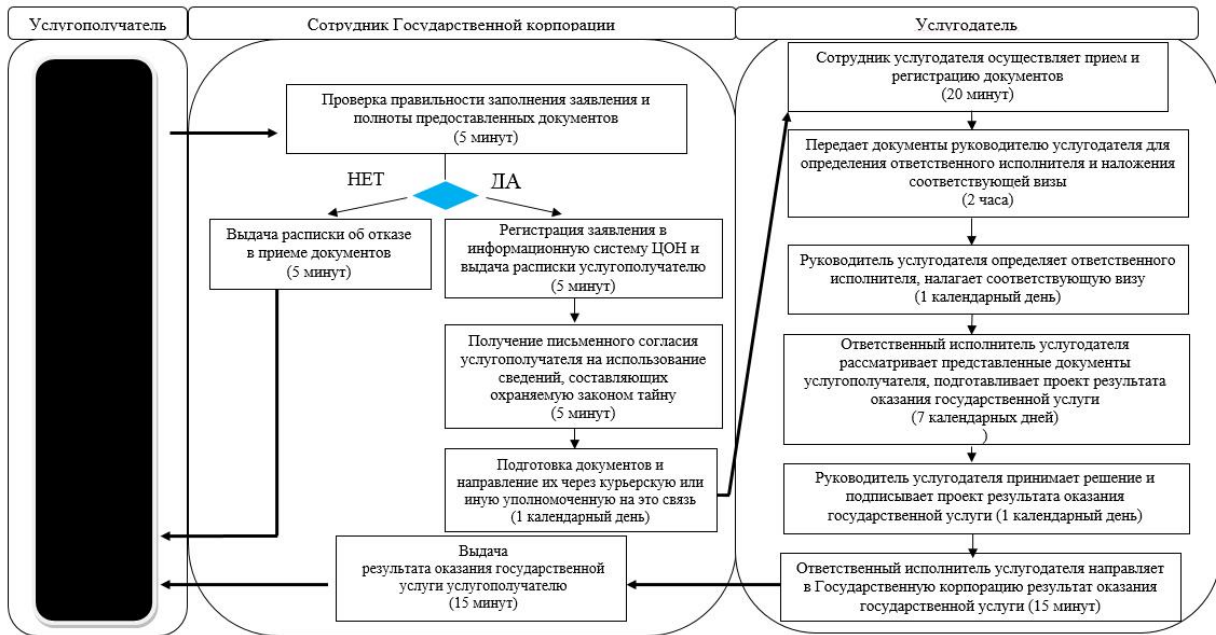 Услугополучатель
Сотрудник Государственной корпорации
Услугодатель
Проверка правильности заполнения заявления и
полноты предоставленных документов
(5 минут)
НЕТ
ДА
Выдача расписки об отказе
в приеме документов
(5 минут)
Регистрация заявления в
информационную систему ЦОН и
выдача расписки услугополучателю
(5 минут)
Получение письменного согласия
услугополучателя на использование
сведений, составляющих
охраняемую законом тайну
(5 минут)
Подготовка документов и
направление их через курьерскую или
иную уполномоченную на это связь
(1 календарный день)
Выдача
результата оказания государственной
услуги услугополучателю
(15 минут)
Сотрудник услугодателя осуществляет прием и
регистрацию документов
(20 минут)
Передает документы руководителю услугодателя для
определения ответственного исполнителя и наложения
соответствующей визы
(2 часа)
Руководитель услугодателя определяет ответственного
исполнителя, налагает соответствующую визу
(1 календарный день)
Ответственный исполнитель услугодателя
рассматривает представленные документы
услугополучателя, подготавливает проект результата
оказания государственной услуги
(7 календарных дней)
)
Руководитель услугодателя принимает решение и
подписывает проект результата оказания
государственной услуги (1 календарный день)
Ответственный исполнитель услугодателя направляет
в Государственную корпорацию результат оказания
государственной услуги (15 минут)